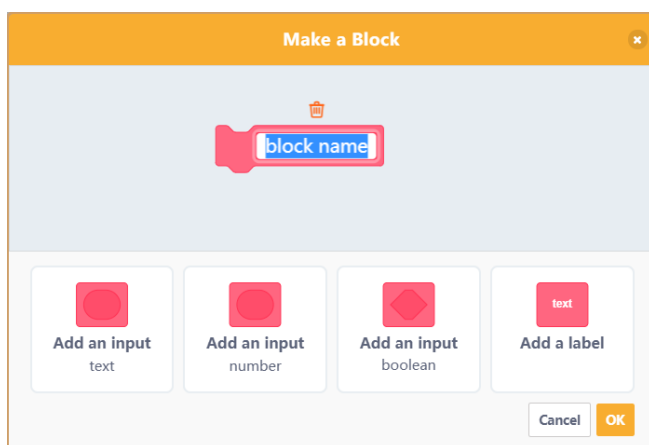 Make a Block
block name
text
Add an input
text
Add an input
number
Add an input
boolean
Add a label
Cancel
OK